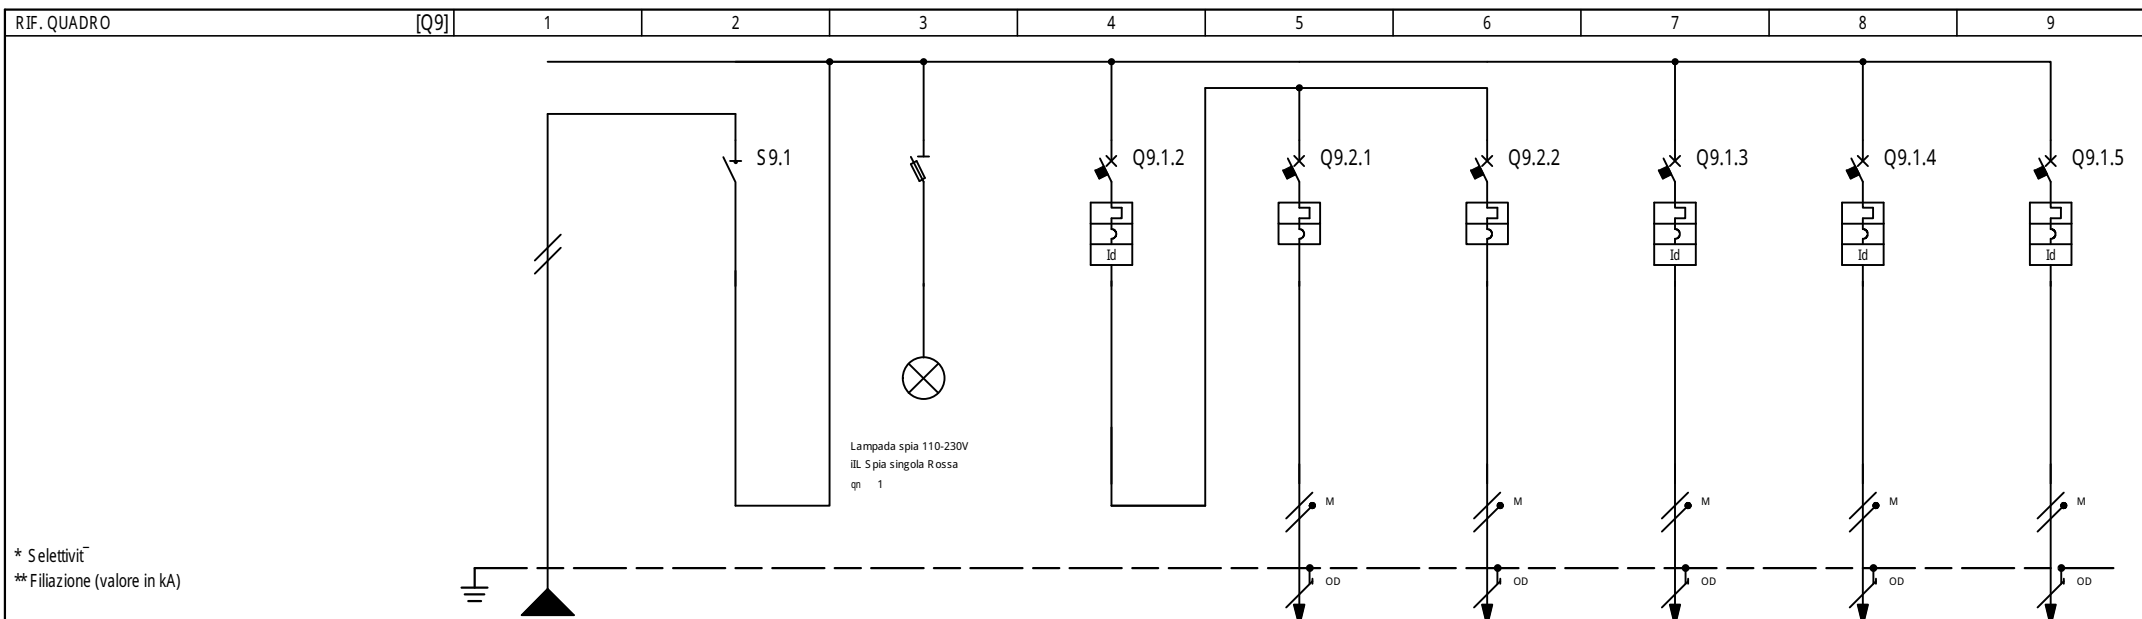 RIF. QUADRO [Q9] 1 2 3 4 5 6 7 8 9
S9.1 Q9.1.2 Q9.2.1 Q9.2.2 Q9.1.3 Q9.1.4 Q9.1.5
Id Id Id Id
Lampada spia 110-230V
iIL Spia singola Rossa
qn 1
M M M M M
* Selettivit¯
** Filiazione (valore in kA)
OD OD OD OD OD